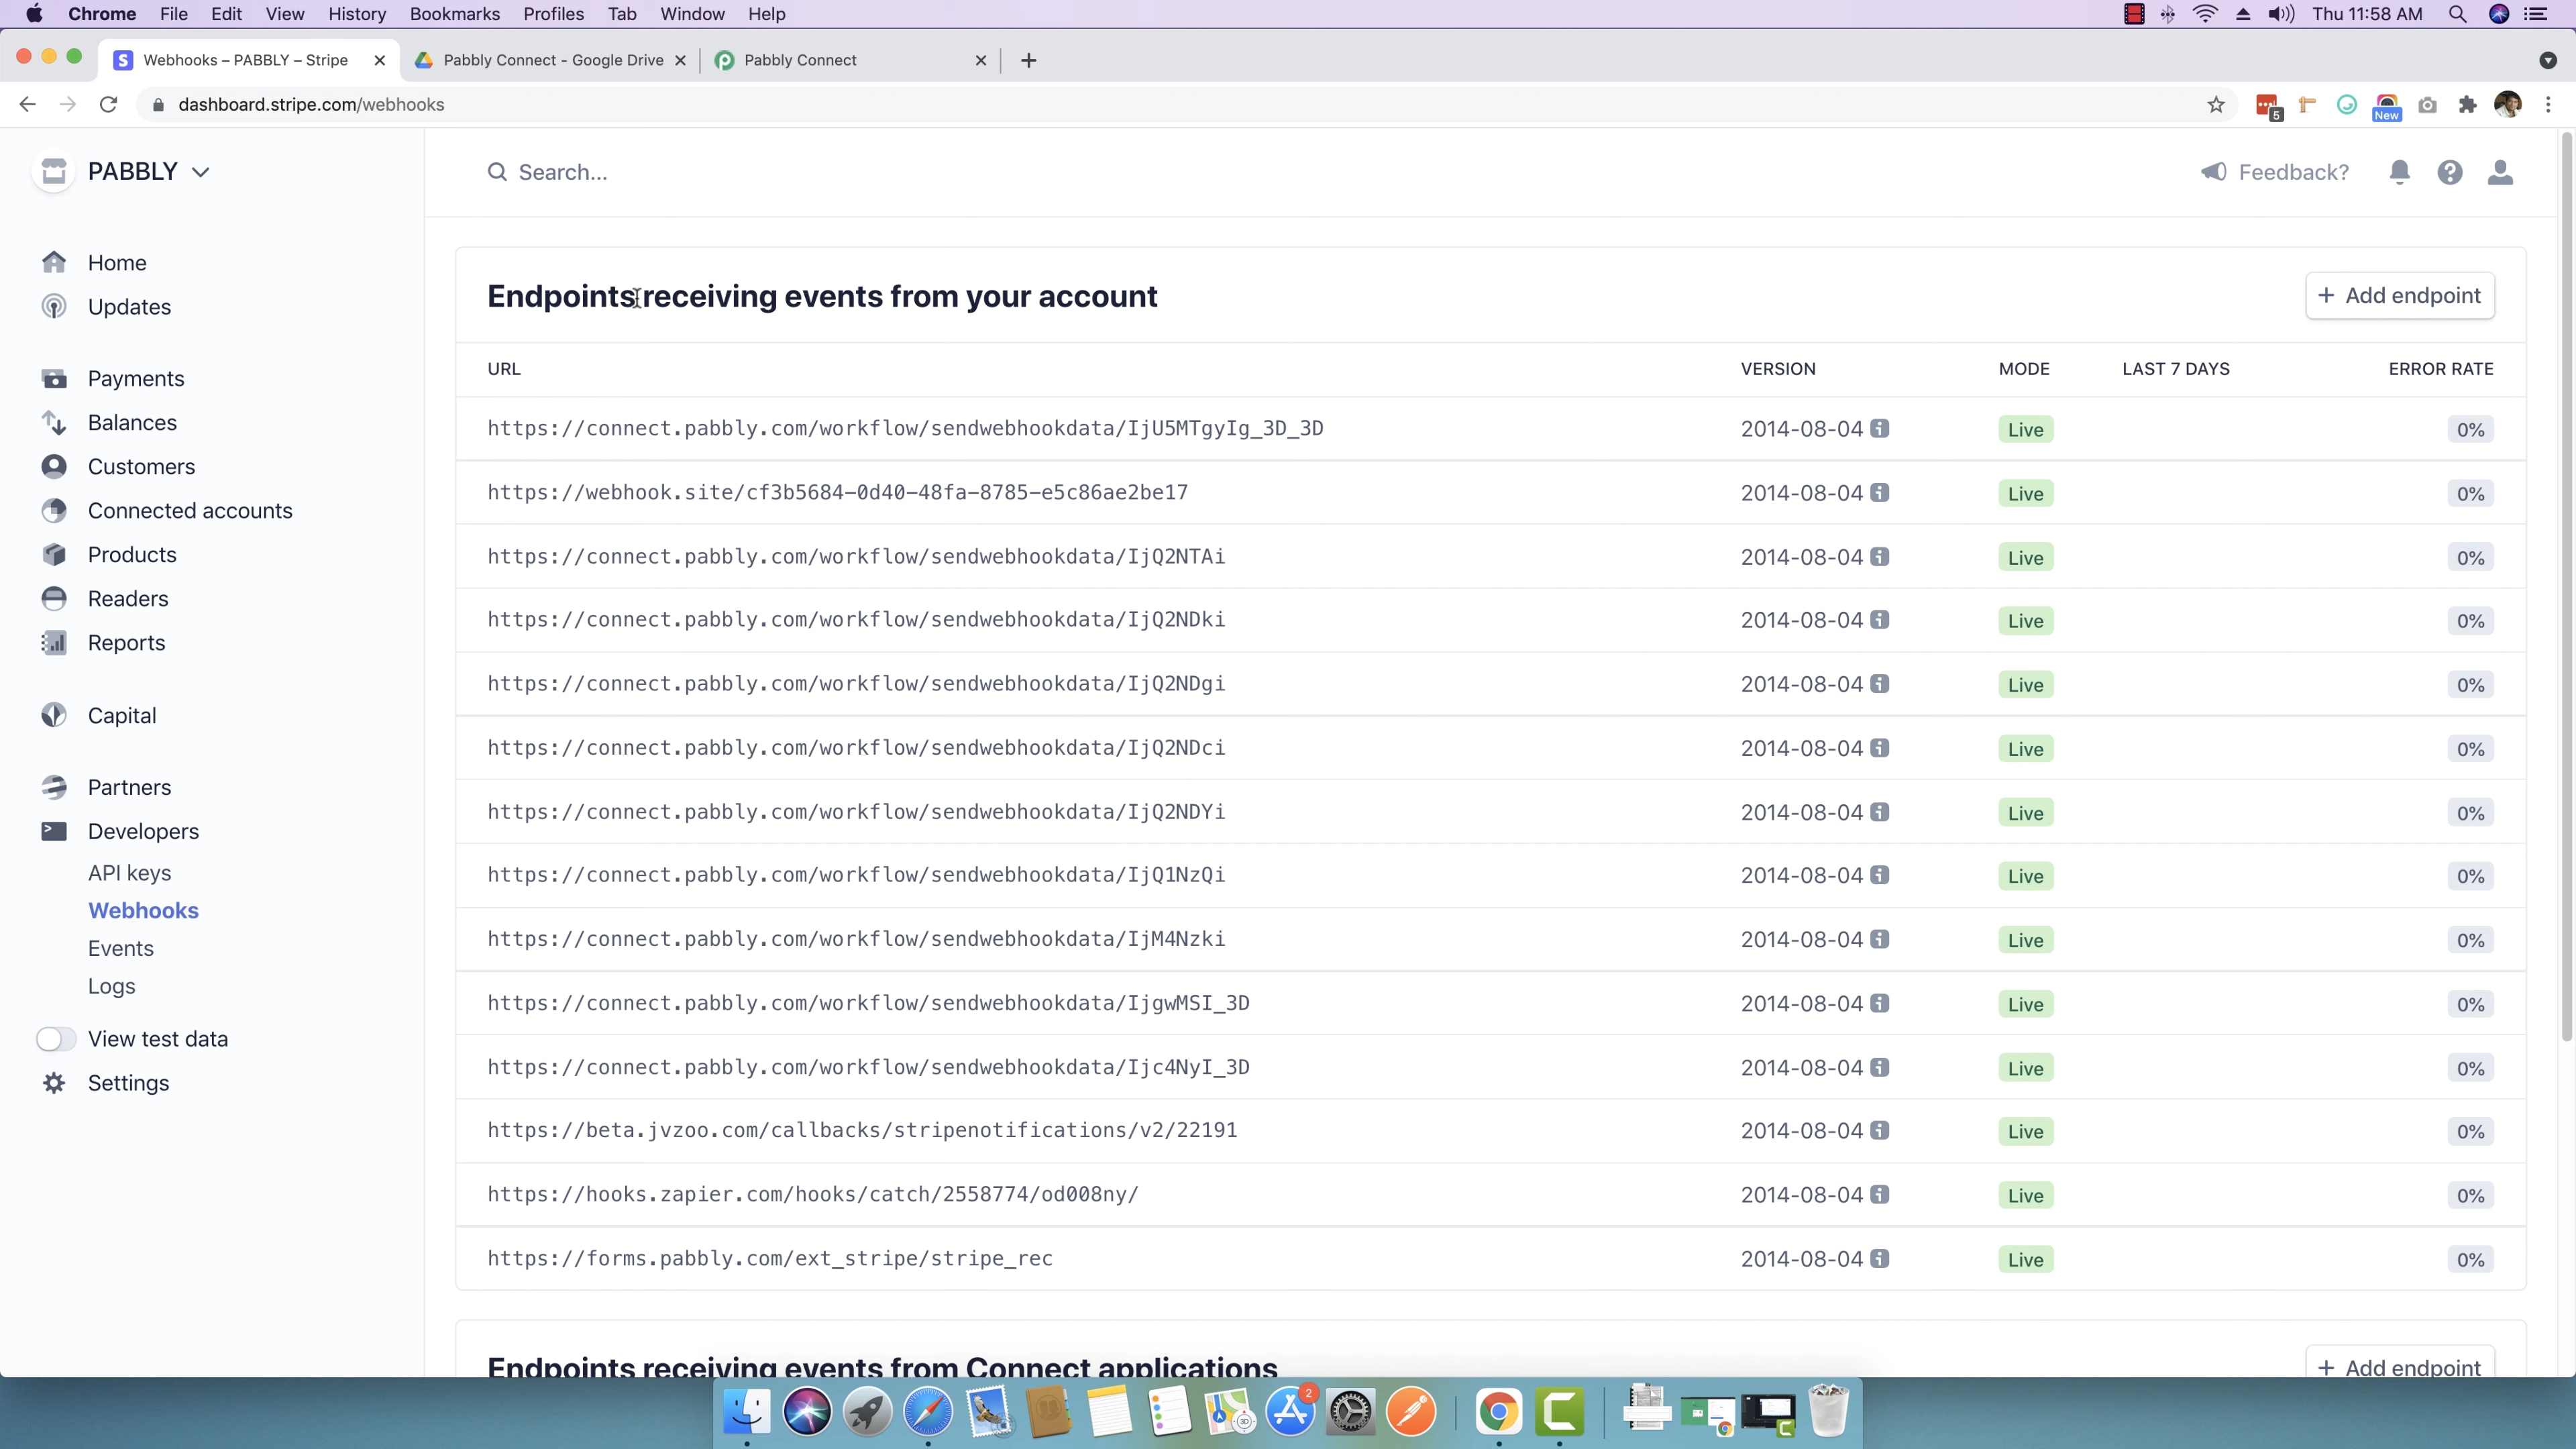 Chrome File Edit View History Bookmarks Profiles Tab Window Help Thu 11:58 AM
Webhooks – PABBLY – Stripe Pabbly Connect - Google Drive Pabbly Connect
dashboard.stripe.com/webhooks 5 New
PABBLY Search... Feedback?
Home
Updates
Payments
Balances
Customers
Connected accounts
Products
Readers
Reports
Capital
Partners
Developers
API keys
Webhooks
Events
Logs
View test data
Settings
Endpoints receiving events from your account + Add endpoint
URL VERSION MODE LAST 7 DAYS ERROR RATE
https://connect.pabbly.com/workflow/sendwebhookdata/IjU5MTgyIg_3D_3D 2014-08-04 Live 0%
https://webhook.site/cf3b5684-0d40-48fa-8785-e5c86ae2be17 2014-08-04 Live 0%
https://connect.pabbly.com/workflow/sendwebhookdata/IjQ2NTAi 2014-08-04 Live 0%
https://connect.pabbly.com/workflow/sendwebhookdata/IjQ2NDki 2014-08-04 Live 0%
https://connect.pabbly.com/workflow/sendwebhookdata/IjQ2NDgi 2014-08-04 Live 0%
https://connect.pabbly.com/workflow/sendwebhookdata/IjQ2NDci 2014-08-04 Live 0%
https://connect.pabbly.com/workflow/sendwebhookdata/IjQ2NDYi 2014-08-04 Live 0%
https://connect.pabbly.com/workflow/sendwebhookdata/IjQ1NzQi 2014-08-04 Live 0%
https://connect.pabbly.com/workflow/sendwebhookdata/IjM4Nzki 2014-08-04 Live 0%
https://connect.pabbly.com/workflow/sendwebhookdata/IjgwMSI_3D 2014-08-04 Live 0%
https://connect.pabbly.com/workflow/sendwebhookdata/Ijc4NyI_3D 2014-08-04 Live 0%
https://beta.jvzoo.com/callbacks/stripenotifications/v2/22191 2014-08-04 Live 0%
https://hooks.zapier.com/hooks/catch/2558774/od008ny/ 2014-08-04 Live 0%
https://forms.pabbly.com/ext_stripe/stripe_rec 2014-08-04 Live 0%
Endpoints receiving events from Connect applications + Add endpoint
2